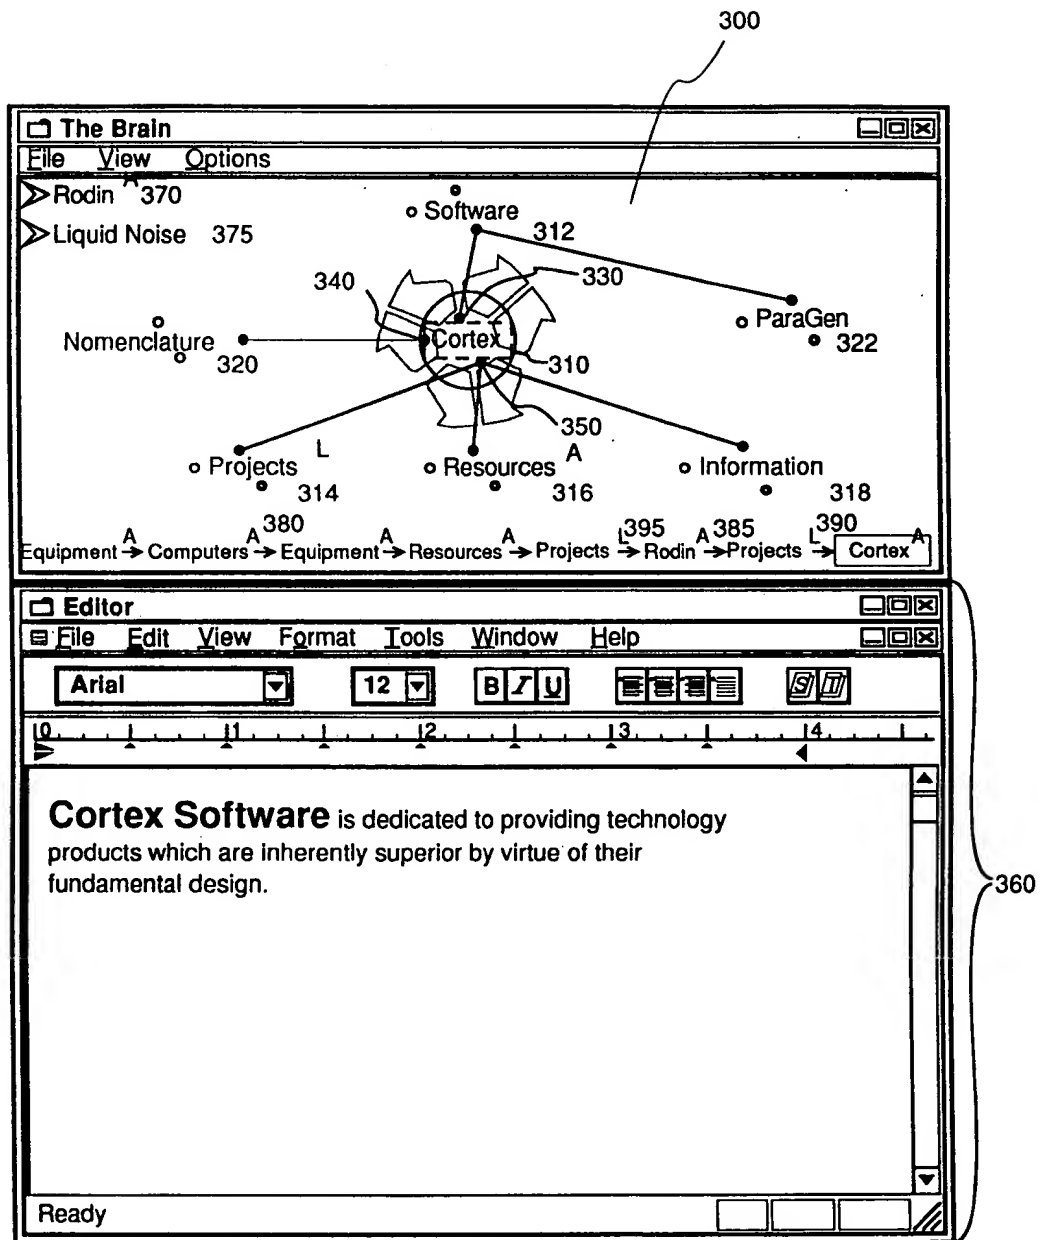 300
The Brain
File View Options
Rodin A 370
Software
Liquid Noise 375
312
340
330
ParaGen
Nomenclature
Cortex
322
320
310
350
Projects L
Resources A
Information
314
316
318
A A 380 A A L 395 A 385 L 390 A
Equipment → Computers → Equipment → Resources → Projects → Rodin → Projects → Cortex
Editor
File Edit View Format Tools Window Help
Arial 12 B I U S T
0 1 2 3 4
Cortex Software is dedicated to providing technology
products which are inherently superior by virtue of their
fundamental design.
360
Ready